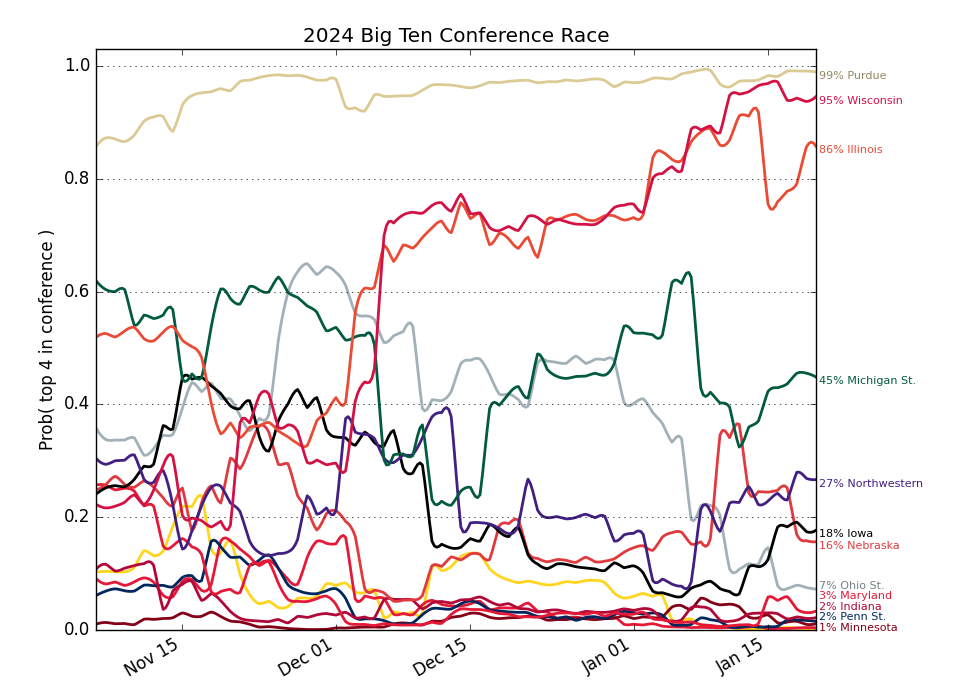 2024 Big Ten Conference Race
Prob( top 4 in conference )
1.0
0.8
0.6
0.4
0.2
0.0
Nov 15
Dec 01
Dec 15
Jan 01
Jan 15
99% Purdue
95% Wisconsin
86% Illinois
45% Michigan St.
27% Northwestern
18% Iowa
16% Nebraska
7% Ohio St.
3% Maryland
2% Indiana
2% Penn St.
1% Minnesota